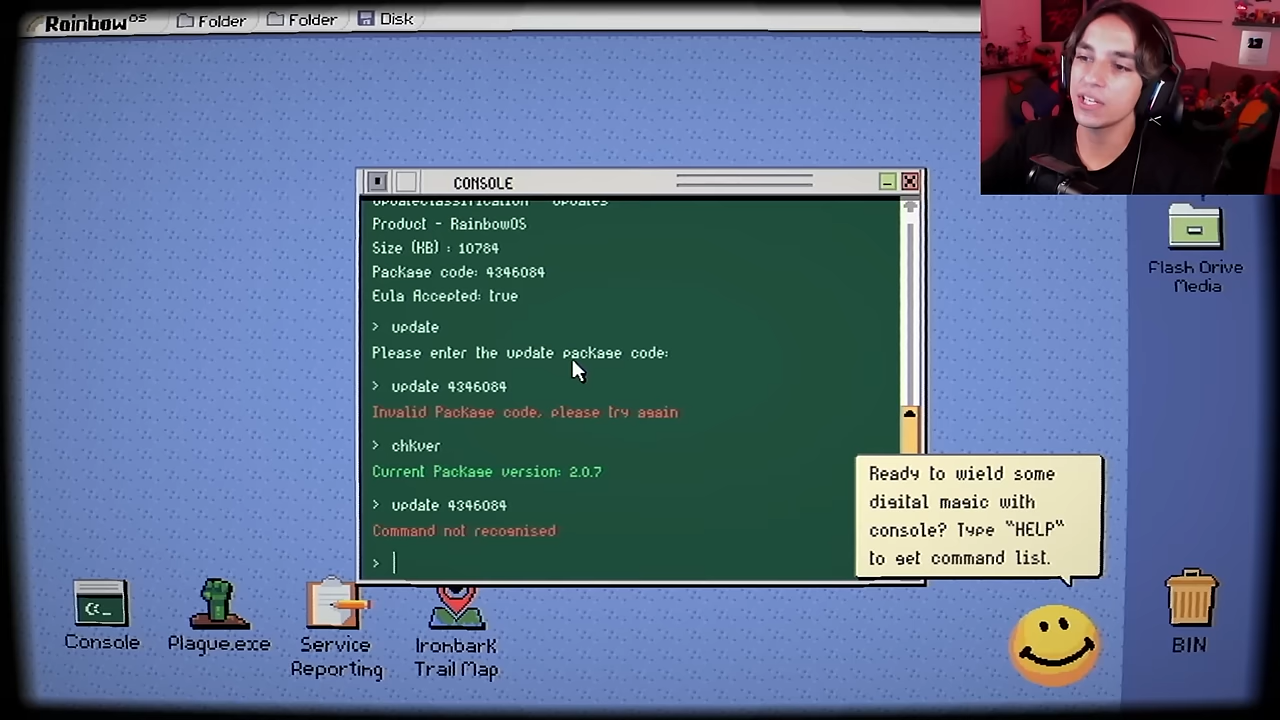 RainbowOS
Folder
Folder
Disk
CONSOLE
UpdateClassification - Updates
Product - RainbowOS
Size (KB) : 10784
Package code: 4346084
Eula Accepted: true
> update
Please enter the update package code:
> update 4346084
Invalid Package code, please try again
> chkver
Current Package version: 2.0.7
> update 4346084
Command not recognised
>
Flash Drive
Media
Ready to wield some
digital magic with
console? Type "HELP"
to get command list.
Console
Plague.exe
Service
Reporting
Ironbark
Trail Map
BIN